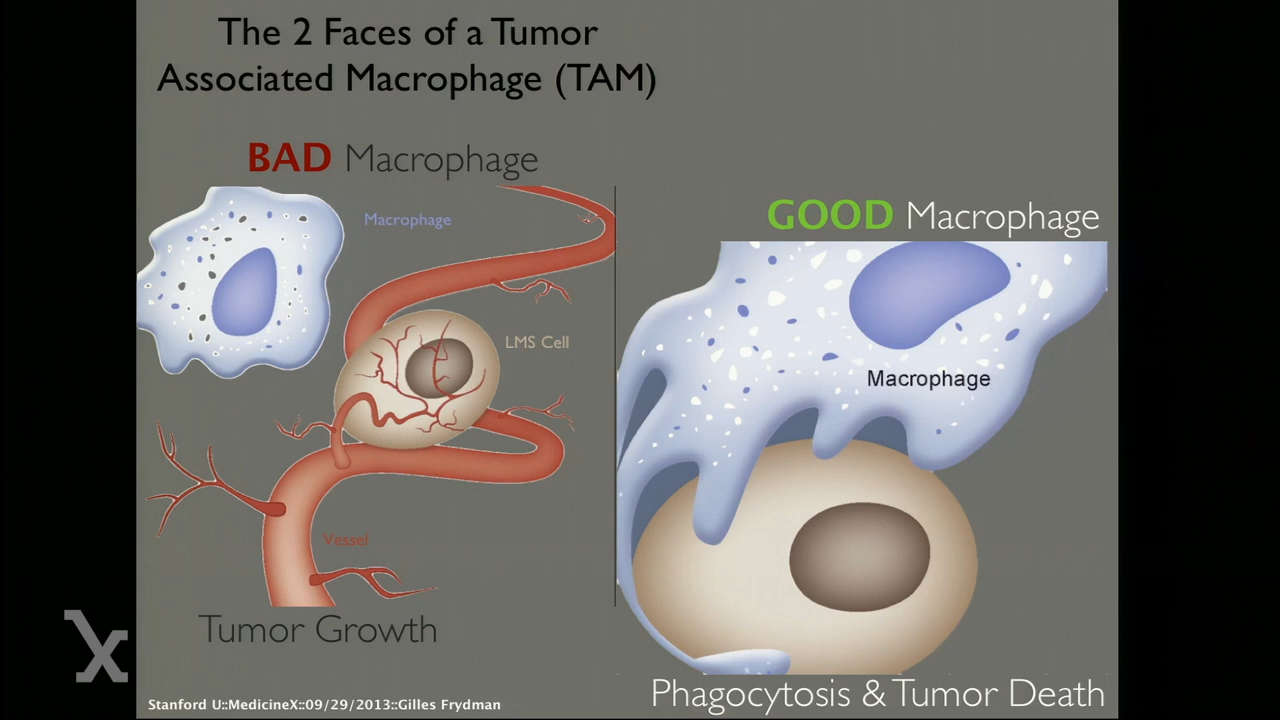 The 2 Faces of a Tumor
Associated Macrophage (TAM)
BAD Macrophage
Macrophage
LMS Cell
Vessel
Tumor Growth
GOOD Macrophage
Macrophage
Phagocytosis & Tumor Death
Stanford U::MedicineX::09/29/2013::Gilles Frydman
X